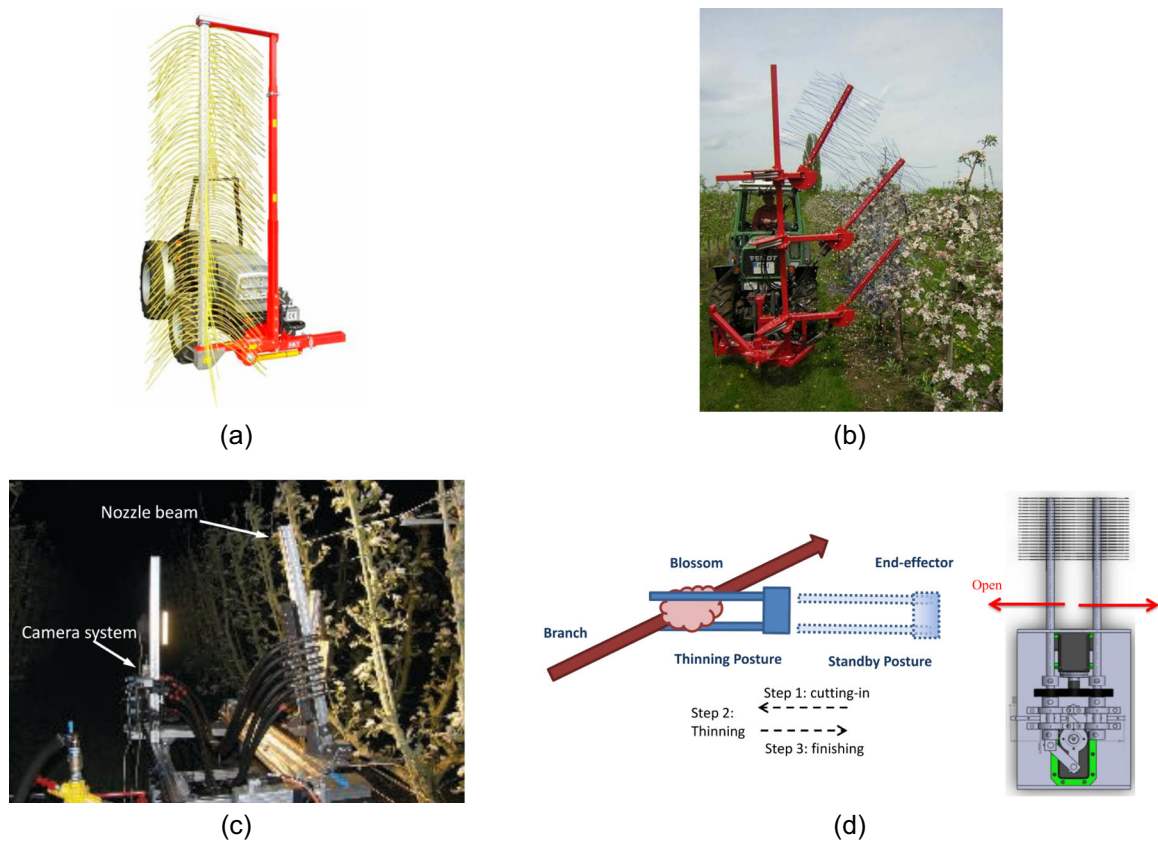 (a)
FENDT
(b)
Nozzle beam
Camera system
(c)
Blossom
End-effector
Branch
Thinning Posture
Standby Posture
Step 1: cutting-in
Step 2:
Thinning
Step 3: finishing
Open
(d)